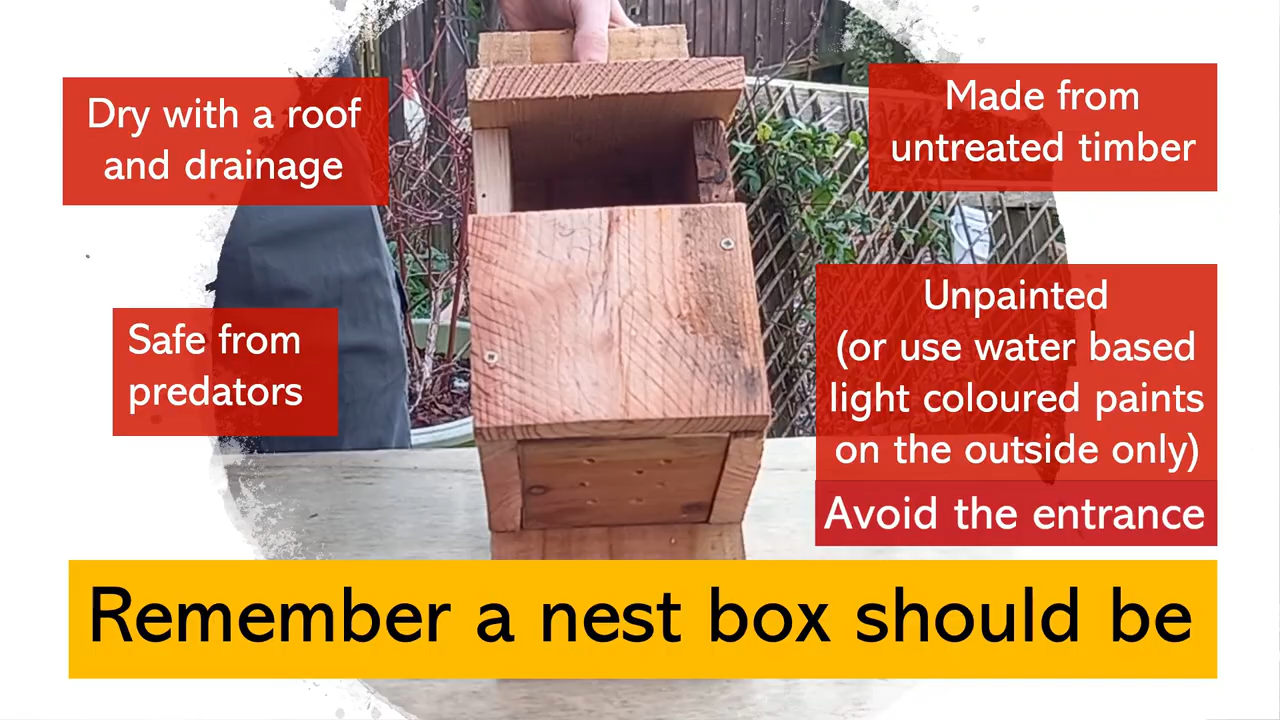 Dry with a roof
and drainage
Made from
untreated timber
Safe from
predators
Unpainted
(or use water based
light coloured paints
on the outside only)
Avoid the entrance
Remember a nest box should be